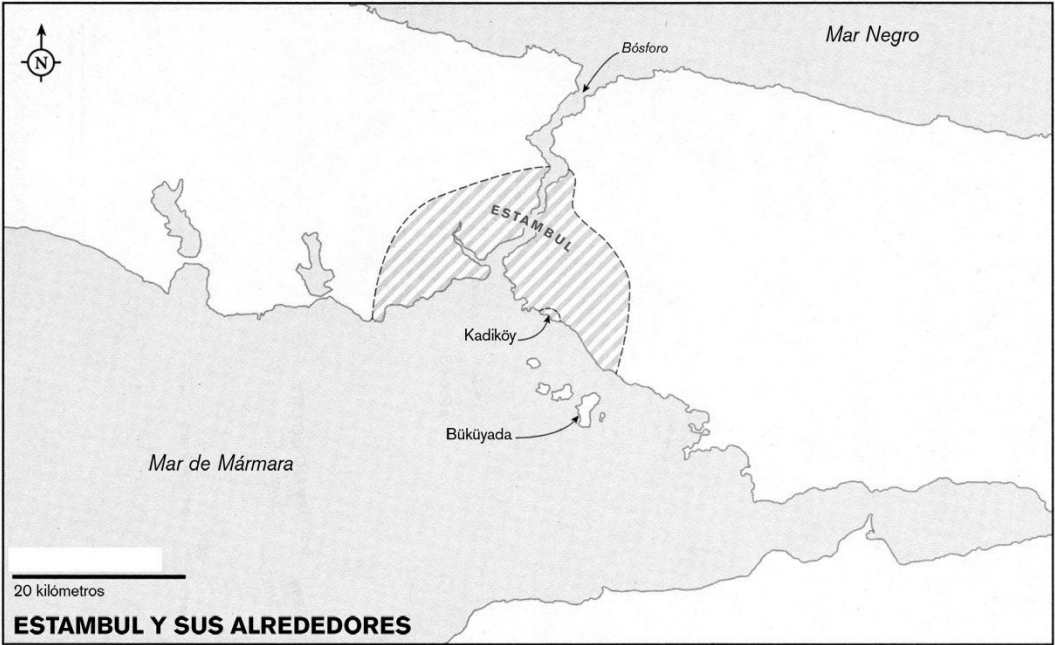 N
Mar Negro
Bósforo
ESTAMBUL
Kadiköy
Büküyada
Mar de Mármara
20 kilómetros
ESTAMBUL Y SUS ALREDEDORES